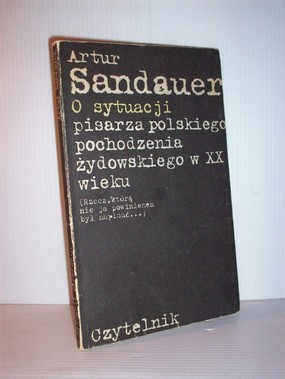 Artur
Sandauer
O sytuacji
pisarza polskiego
pochodzenia
żydowskiego w XX
wieku
(Rzecz, którą
nie ja powinienem
był napisać...)
Czytelnik